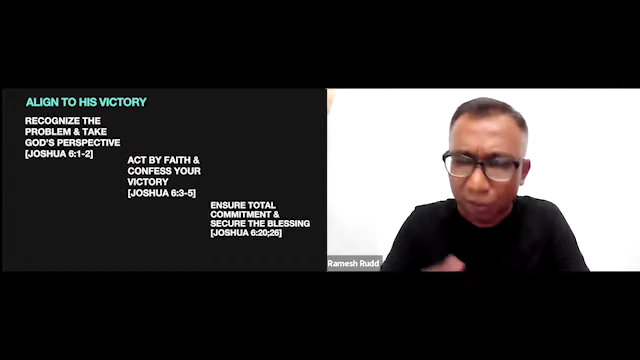 ALIGN TO HIS VICTORY
RECOGNIZE THE
PROBLEM & TAKE
GOD'S PERSPECTIVE
[JOSHUA 6:1-2]
ACT BY FAITH &
CONFESS YOUR
VICTORY
[JOSHUA 6:3-5]
ENSURE TOTAL
COMMITMENT &
SECURE THE BLESSING
[JOSHUA 6:20;26]
Ramesh Rudd